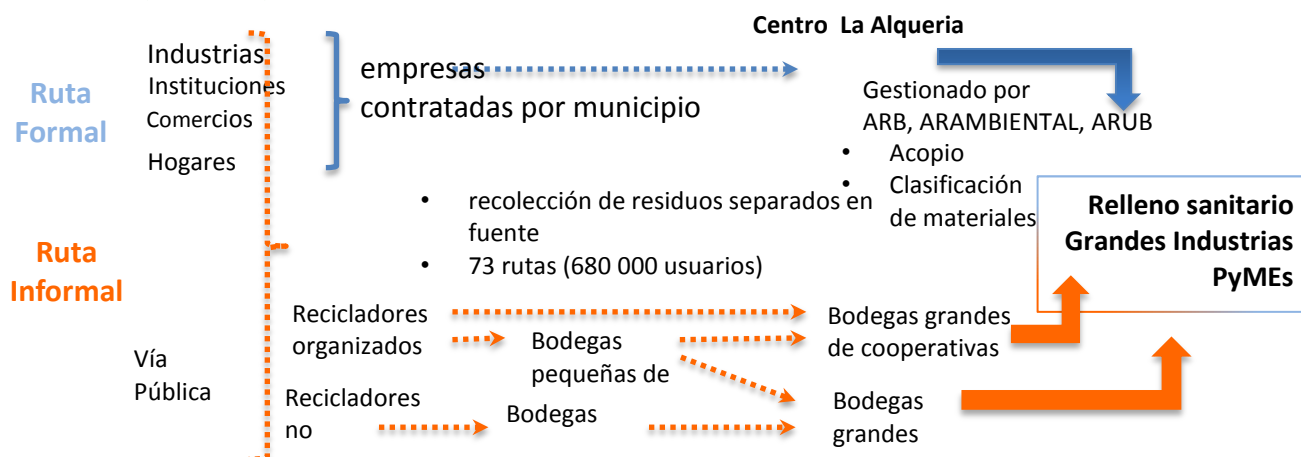 Centro La Alqueria
Ruta
Formal
Industrias
Instituciones
Comercios
Hogares
empresas
contratadas por municipio
Gestionado por
ARB, ARAMBIENTAL, ARUB
• Acopio
• Clasificación
de materiales
• recolección de residuos separados en
fuente
• 73 rutas (680 000 usuarios)
Relleno sanitario
Grandes Industrias
PyMEs
Ruta
Informal
Vía
Pública
Recicladores
organizados
Bodegas
pequeñas de
Bodegas grandes
de cooperativas
Recicladores
no
Bodegas
Bodegas
grandes